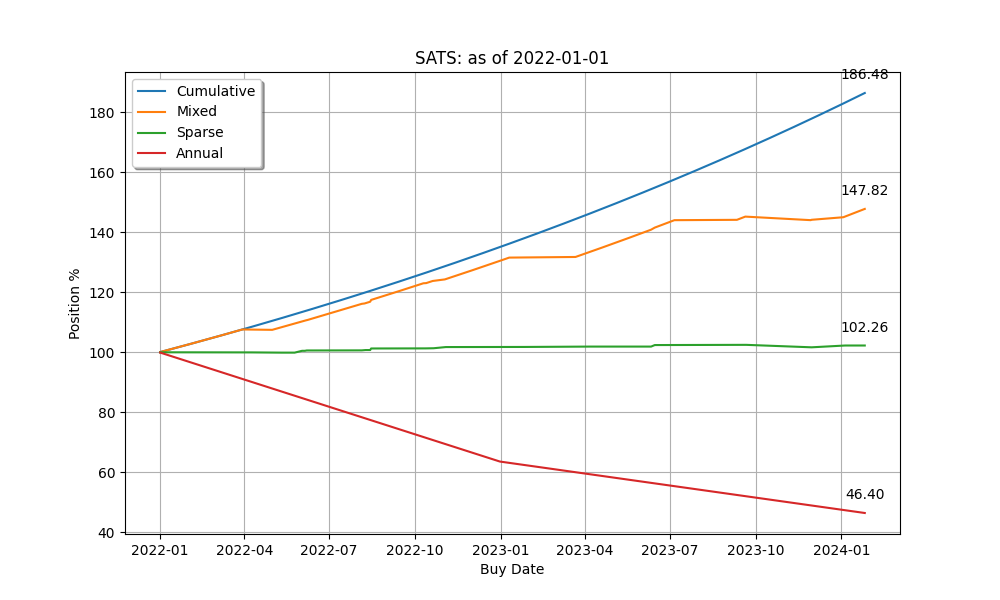 SATS: as of 2022-01-01
186.48
Cumulative
Mixed
Sparse
Annual
147.82
102.26
46.40
Position %
180
160
140
120
100
80
60
40
2022-01 2022-04 2022-07 2022-10 2023-01 2023-04 2023-07 2023-10 2024-01
Buy Date